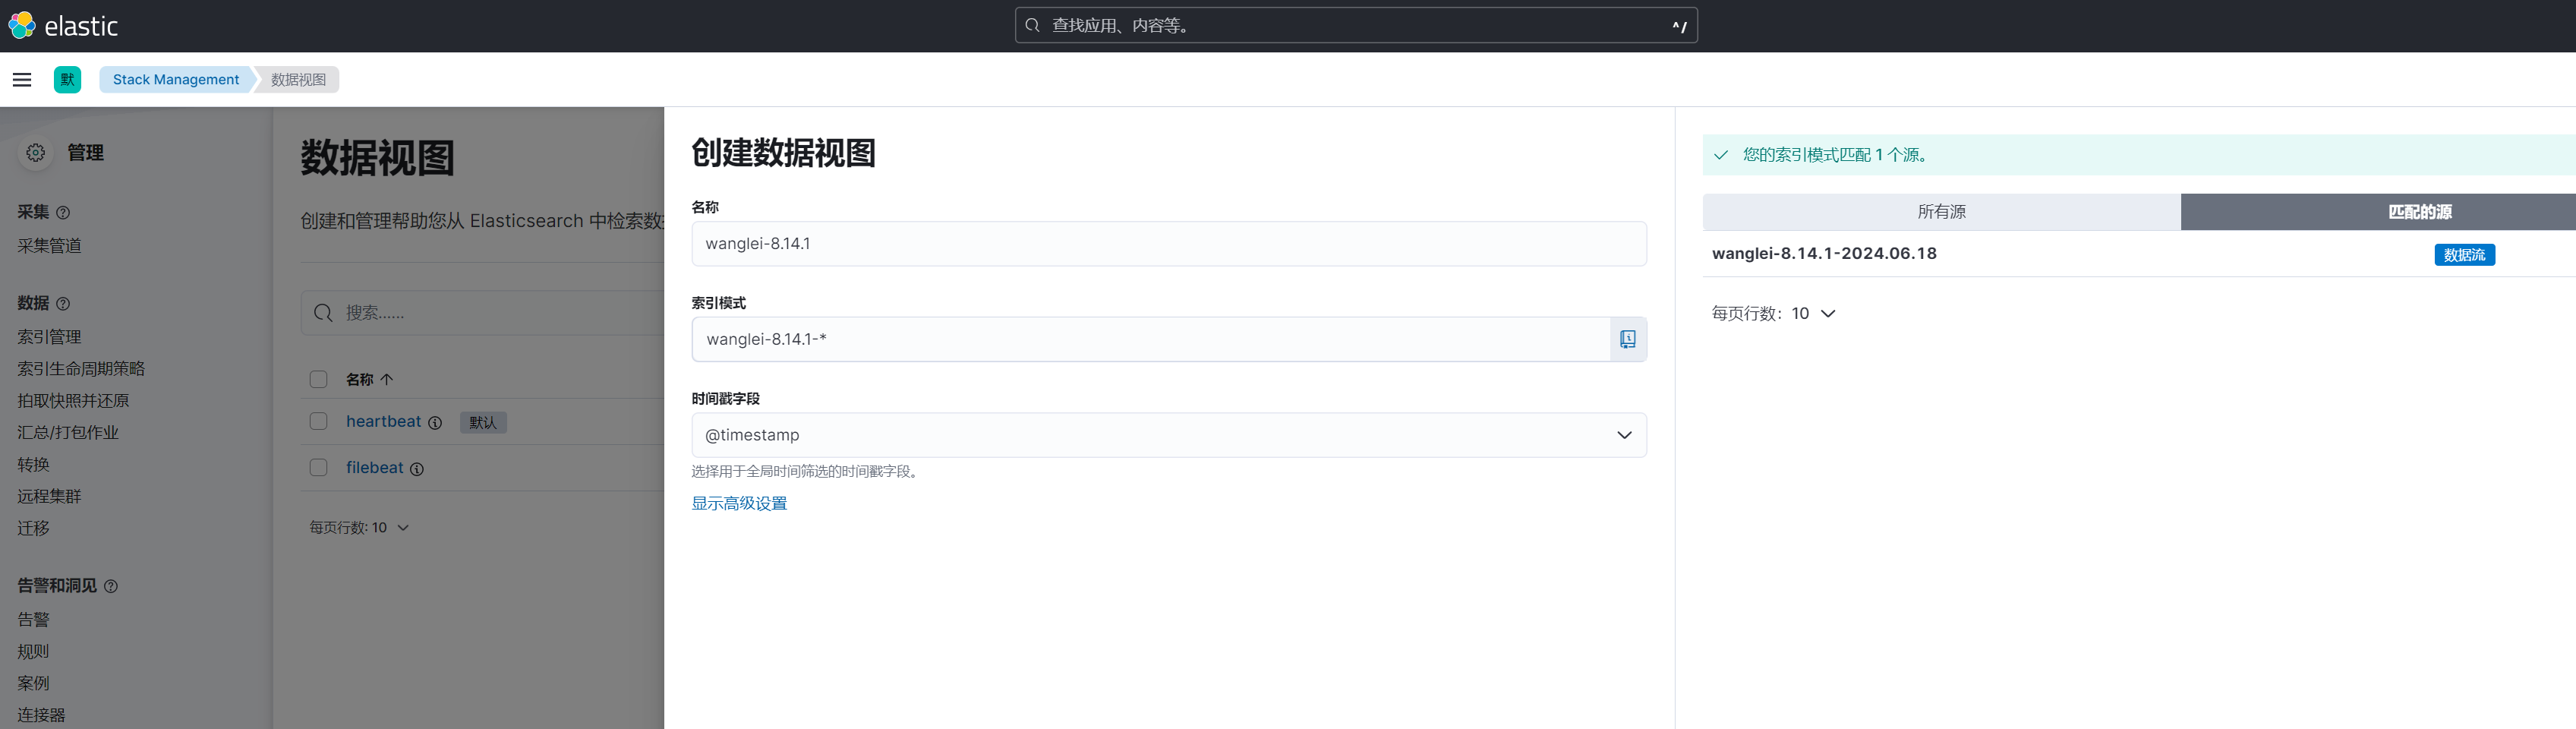 elastic
查找应用、内容等。
^/
默
Stack Management
数据视图
管理
采集
采集管道
数据
索引管理
索引生命周期策略
拍取快照并还原
汇总/打包作业
转换
远程集群
迁移
告警和洞见
告警
规则
案例
连接器
数据视图
创建和管理帮助您从 Elasticsearch 中检索数
搜索......
名称
heartbeat
默认
filebeat
每页行数: 10
创建数据视图
名称
wanglei-8.14.1
索引模式
wanglei-8.14.1-*
时间戳字段
@timestamp
选择用于全局时间筛选的时间戳字段。
显示高级设置
您的索引模式匹配 1 个源。
所有源
匹配的源
wanglei-8.14.1-2024.06.18
数据流
每页行数：10